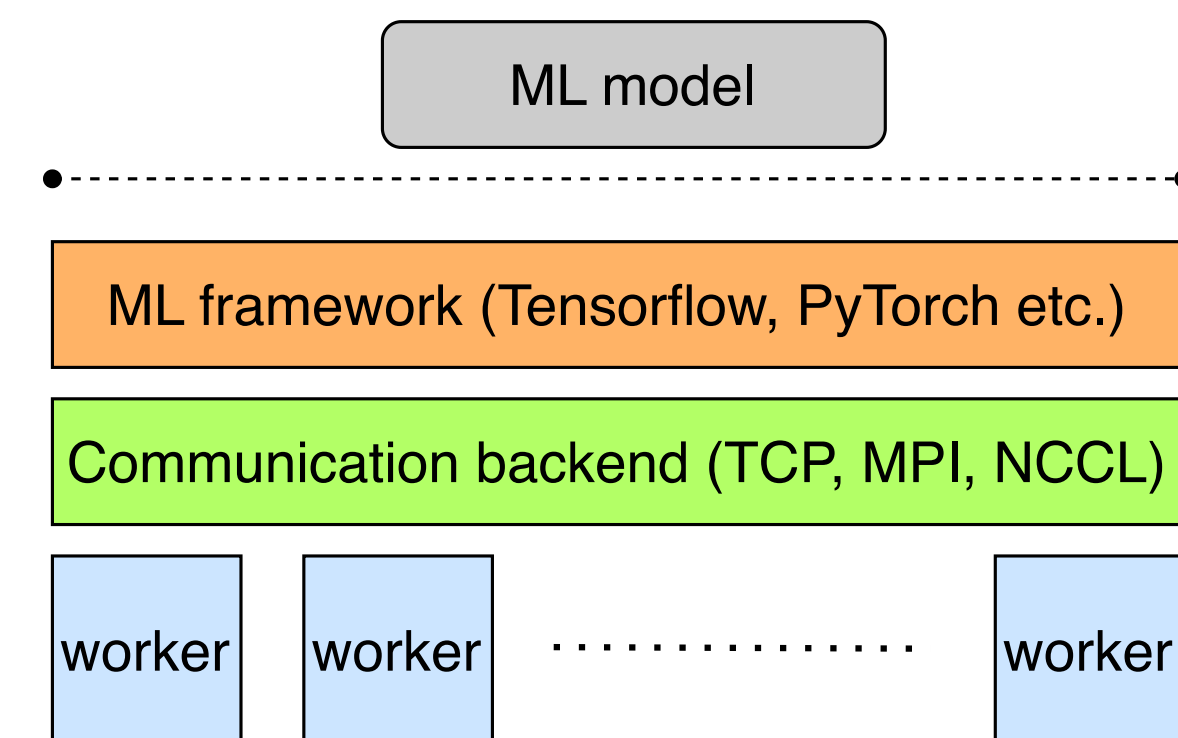 ML model
ML framework (Tensorflow, PyTorch etc.)
Communication backend (TCP, MPI, NCCL)
worker worker worker